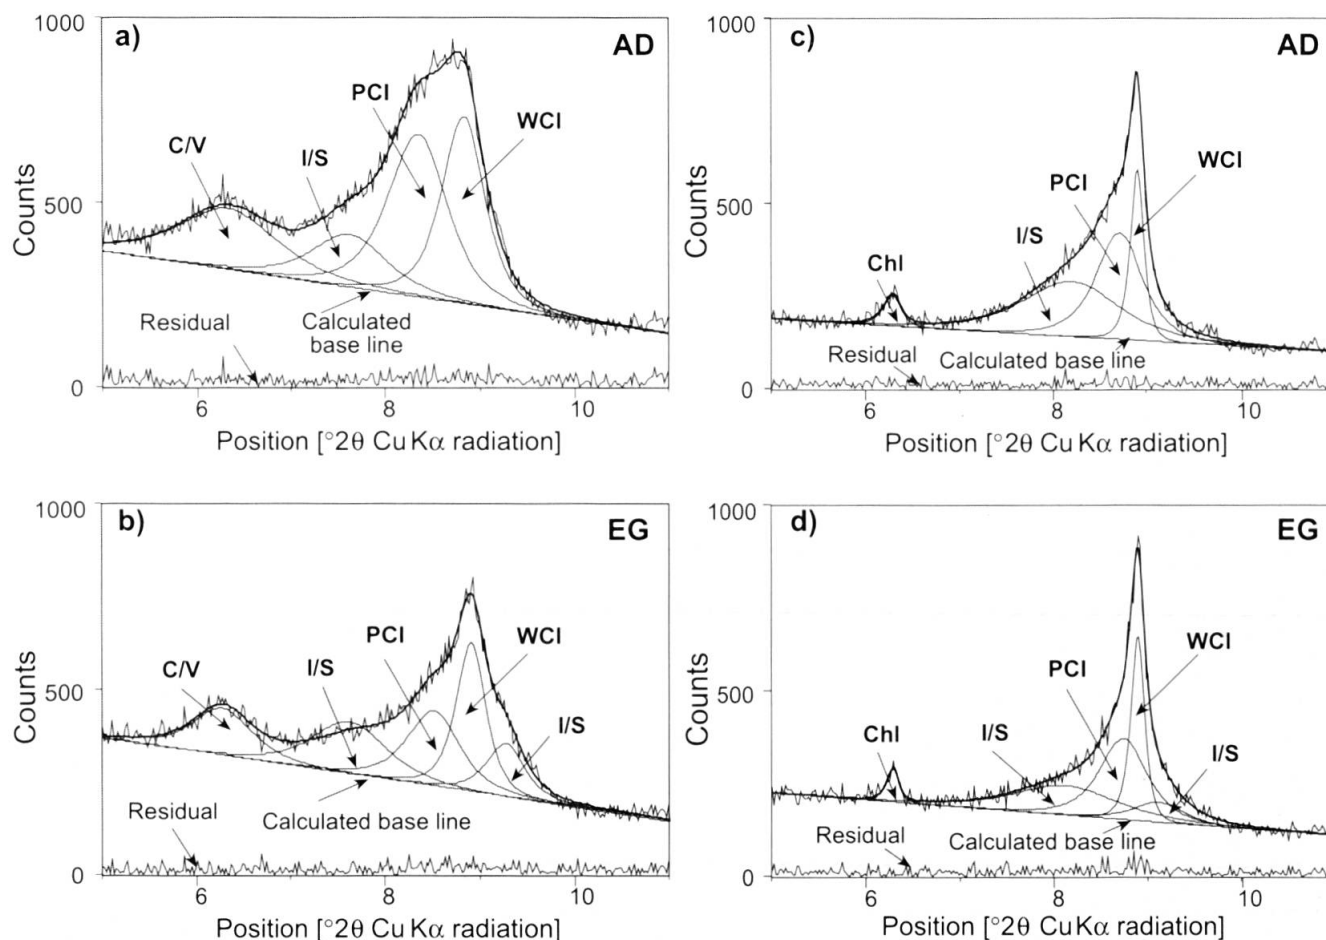 a)
AD
1000
500
0
Counts
C/V
I/S
PCI
WCI
Residual
Calculated
base line
6
8
10
Position [°2θ Cu Kα radiation]
c)
AD
1000
500
0
Counts
Chl
I/S
PCI
WCI
Residual
Calculated base line
6
8
10
Position [°2θ Cu Kα radiation]
b)
EG
1000
500
0
Counts
C/V
I/S
PCI
WCI
I/S
Residual
Calculated base line
6
8
10
Position [°2θ Cu Kα radiation]
d)
EG
1000
500
0
Counts
Chl
I/S
PCI
WCI
I/S
Residual
Calculated base line
6
8
10
Position [°2θ Cu Kα radiation]